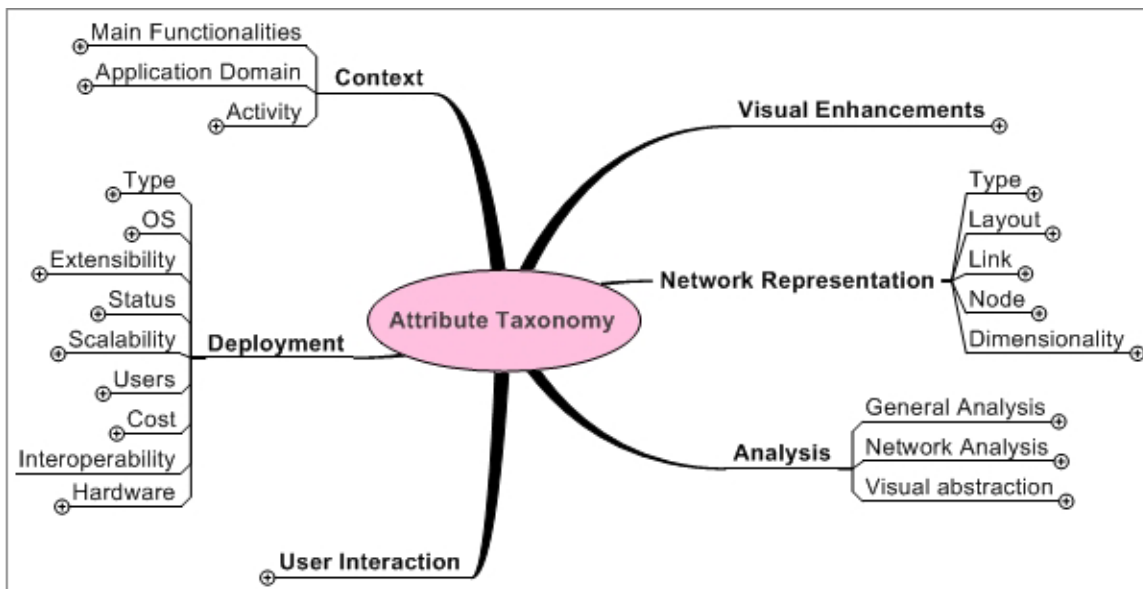 Main Functionalities
Application Domain
Activity
Context
Visual Enhancements
Type
OS
Extensibility
Status
Scalability
Users
Cost
Interoperability
Hardware
Deployment
Attribute Taxonomy
Network Representation
Type
Layout
Link
Node
Dimensionality
Analysis
General Analysis
Network Analysis
Visual abstraction
User Interaction